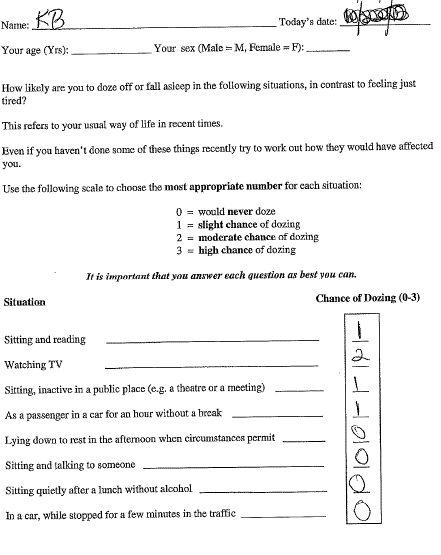 Name: KB Today's date:
Your age (Yrs): Your sex (Male = M, Female = F):
How likely are you to doze off or fall asleep in the following situations, in contrast to feeling just
tired?
This refers to your usual way of life in recent times.
Even if you haven't done some of these things recently try to work out how they would have affected
you.
Use the following scale to choose the most appropriate number for each situation:
0 = would never doze
1 = slight chance of dozing
2 = moderate chance of dozing
3 = high chance of dozing
It is important that you answer each question as best you can.
Situation Chance of Dozing (0-3)
Sitting and reading 1
Watching TV 2
Sitting, inactive in a public place (e.g. a theatre or a meeting) 1
As a passenger in a car for an hour without a break 1
Lying down to rest in the afternoon when circumstances permit 0
Sitting and talking to someone 0
Sitting quietly after a lunch without alcohol 0
In a car, while stopped for a few minutes in the traffic 0